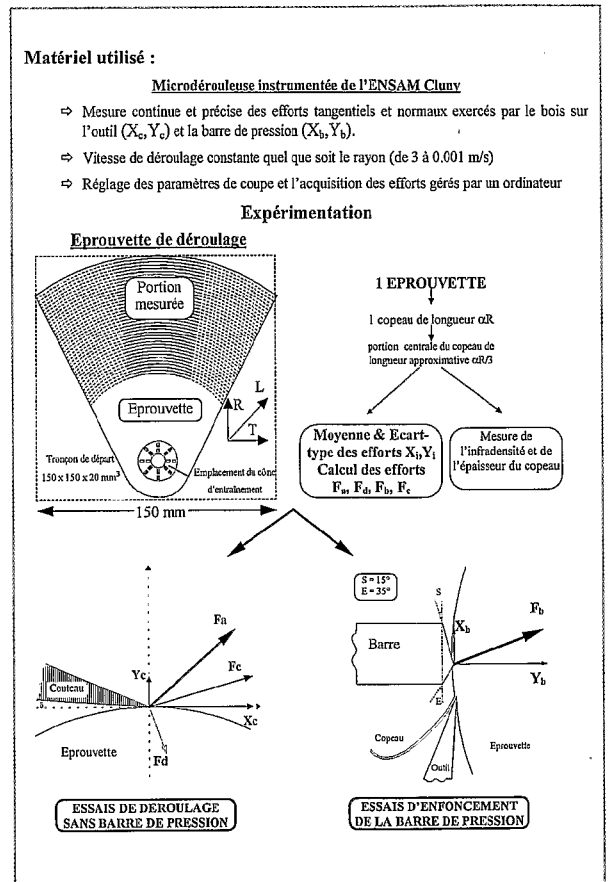 Matériel utilisé :
Microdérouleuse instrumentée de l'ENSAM Cluny
⇨ Mesure continue et précise des efforts tangentiels et normaux exercés par le bois sur
l'outil (Xc, Yc) et la barre de pression (Xb, Yb).
⇨ Vitesse de déroulage constante quel que soit le rayon (de 3 à 0.001 m/s)
⇨ Réglage des paramètres de coupe et l'acquisition des efforts gérés par un ordinateur
Expérimentation
Eprouvette de déroulage
Portion
mesurée
Eprouvette
R
L
T
Tronçon de départ
150 x 150 x 20 mm³
Emplacement du cône
d'entraînement
150 mm
1 EPROUVETTE
1 copeau de longueur αR
portion centrale du copeau de
longueur approximative αR/3
Moyenne & Ecart-
type des efforts Xi,Yi
Calcul des efforts
Fa, Fd, Fb, Fc
Mesure de
l'infradensité et de
l'épaisseur du copeau
Couteau
Yc
Fa
Fc
Xc
Fd
Eprouvette
ESSAIS DE DEROULAGE
SANS BARRE DE PRESSION
S = 15°
E = 35°
S
Xb
Fb
Barre
Yb
E
Copeau
Outil
Eprouvette
ESSAIS D'ENFONCEMENT
DE LA BARRE DE PRESSION